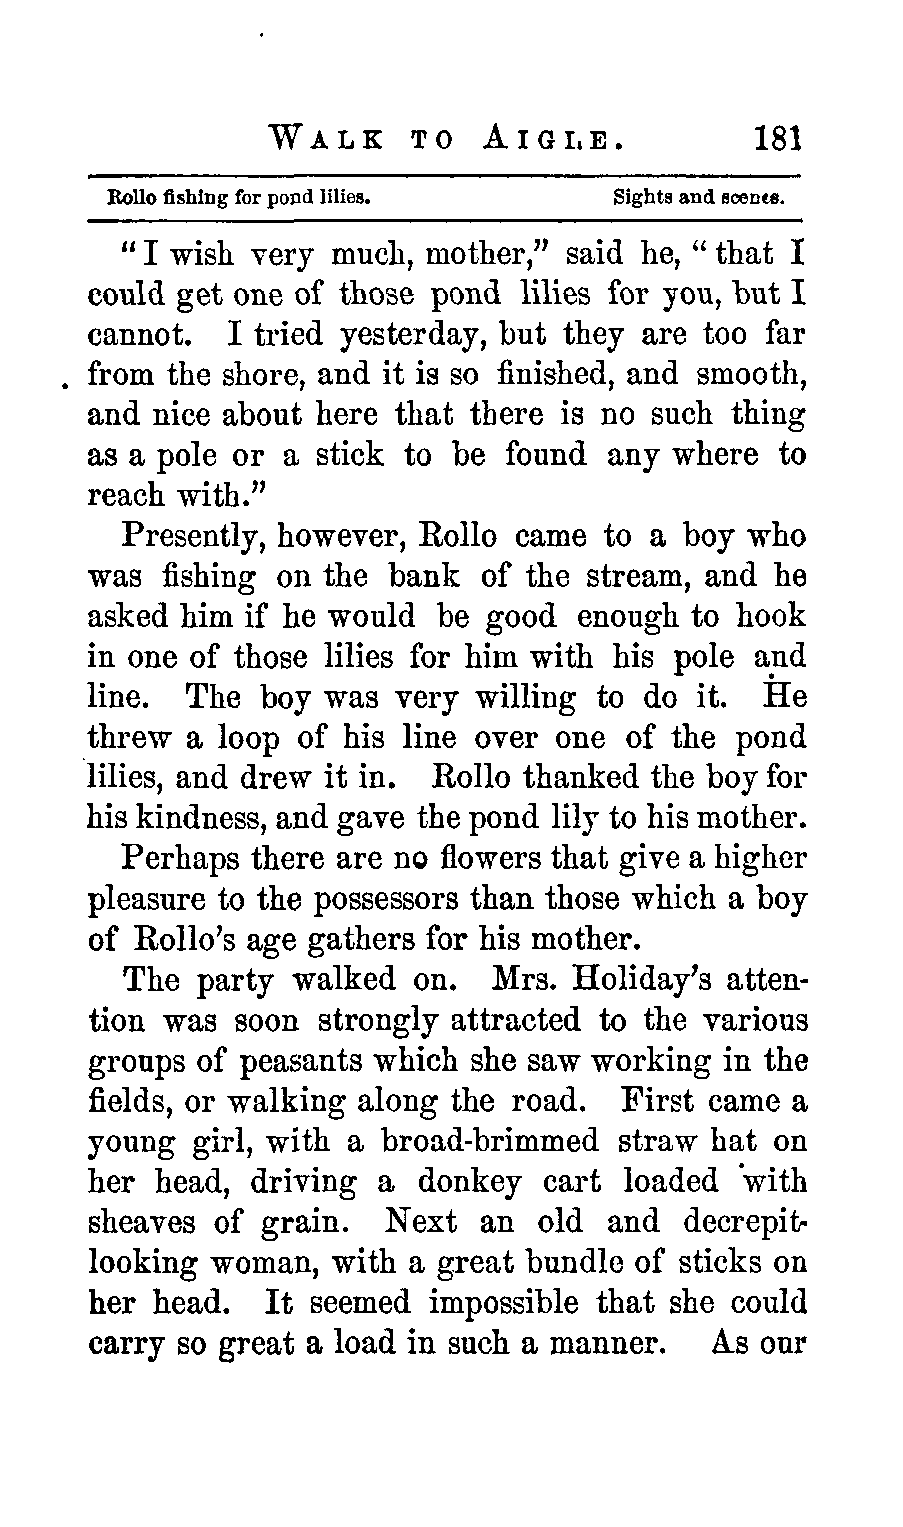 WALK TO AIGLE. 181
Rollo fishing for pond lilies. Sights and scenes.
"I wish very much, mother," said he, "that I
could get one of those pond lilies for you, but I
cannot. I tried yesterday, but they are too far
from the shore, and it is so finished, and smooth,
and nice about here that there is no such thing
as a pole or a stick to be found any where to
reach with."
Presently, however, Rollo came to a boy who
was fishing on the bank of the stream, and he
asked him if he would be good enough to hook
in one of those lilies for him with his pole and
line. The boy was very willing to do it. He
threw a loop of his line over one of the pond
lilies, and drew it in. Rollo thanked the boy for
his kindness, and gave the pond lily to his mother.
Perhaps there are no flowers that give a higher
pleasure to the possessors than those which a boy
of Rollo's age gathers for his mother.
The party walked on. Mrs. Holiday's atten-
tion was soon strongly attracted to the various
groups of peasants which she saw working in the
fields, or walking along the road. First came a
young girl, with a broad-brimmed straw hat on
her head, driving a donkey cart loaded with
sheaves of grain. Next an old and decrepit-
looking woman, with a great bundle of sticks on
her head. It seemed impossible that she could
carry so great a load in such a manner. As our